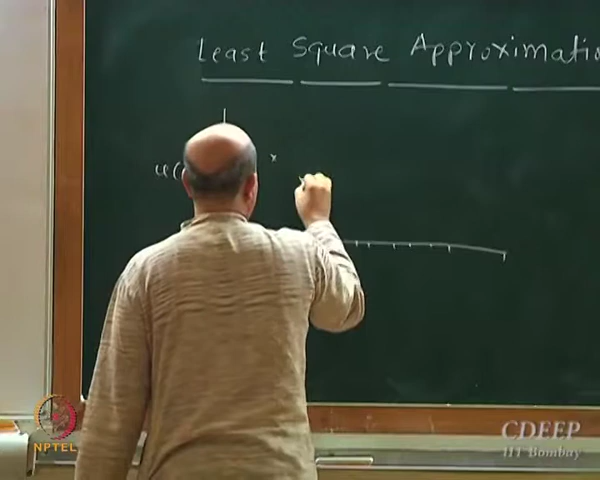 Least Square Approximatio
u(
x
NPTEL
CDEEP
IIT Bombay